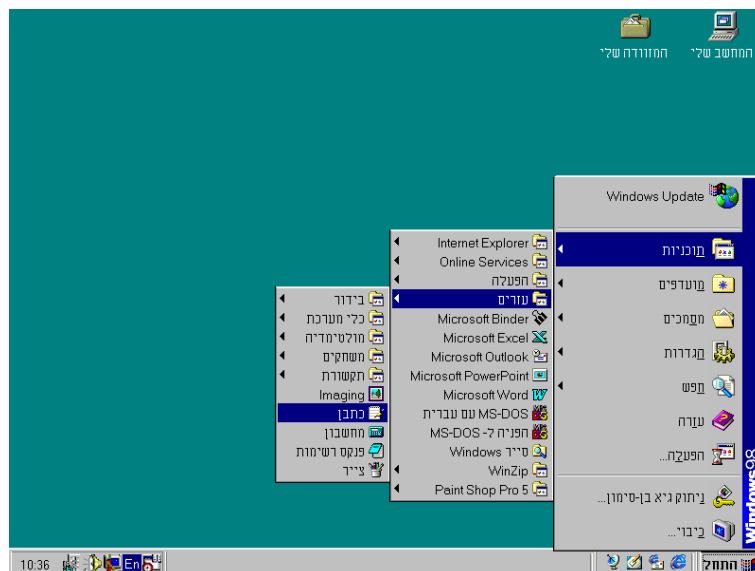 המחשב שלי
המזוודה שלי
Windows Update
תוכניות
מועדפים
מסמכים
הגדרות
חפש
עזרה
הפעלה...
ניתוק גיא בן-סימון...
כיבוי...
Windows98
Internet Explorer
Online Services
הפעלה
עזרים
Microsoft Binder
Microsoft Excel
Microsoft Outlook
Microsoft PowerPoint
Microsoft Word
MS-DOS עם עברית
הפניה ל- MS-DOS
סייר Windows
WinZip
Paint Shop Pro 5
בידור
כלי מערכת
מולטימדיה
משחקים
תקשורת
Imaging
כתבן
מחשבון
פנקס רשימות
צייר
התחל
En
10:36